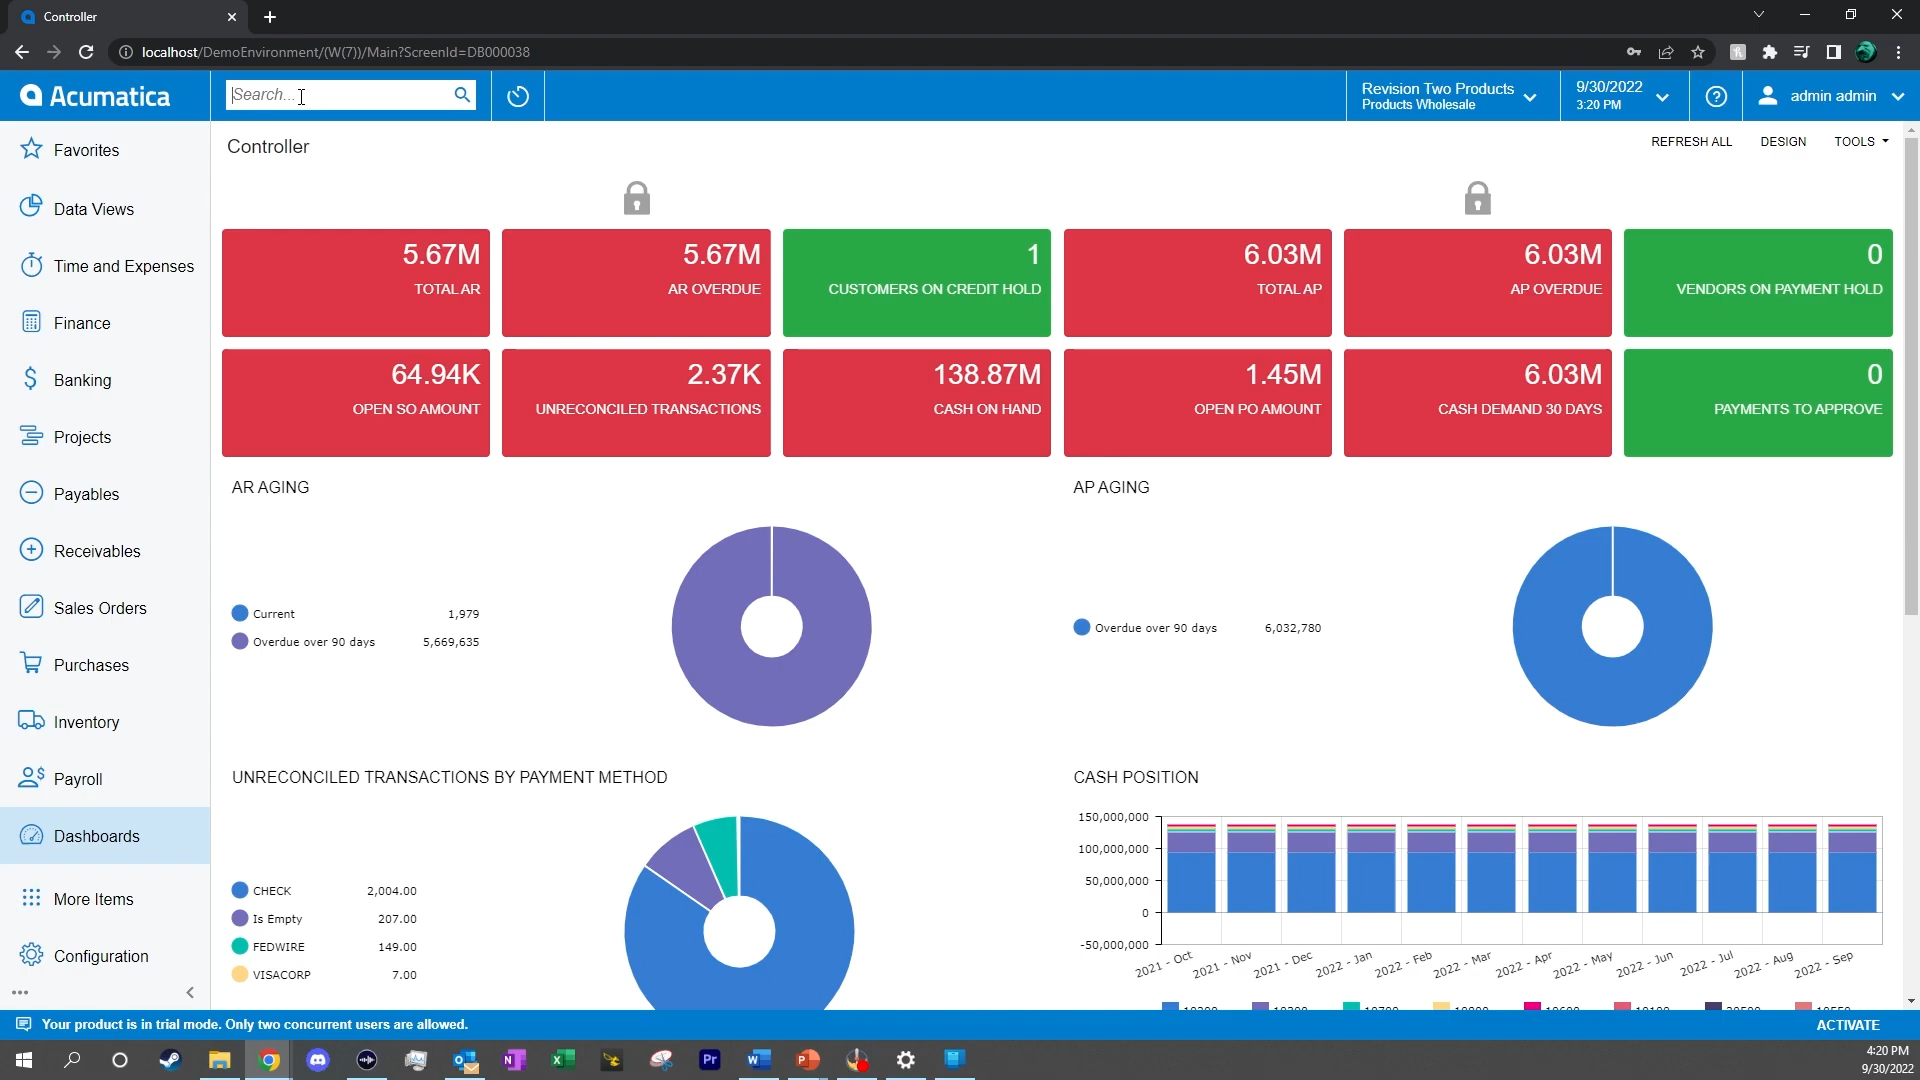 Controller
localhost/DemoEnvironment/(W(7))/Main?ScreenId=DB000038
Acumatica
Search...
Revision Two Products
Products Wholesale
9/30/2022
3:20 PM
admin admin
Favorites
Data Views
Time and Expenses
Finance
Banking
Projects
Payables
Receivables
Sales Orders
Purchases
Inventory
Payroll
Dashboards
More Items
Configuration
Controller
REFRESH ALL
DESIGN
TOOLS
5.67M
TOTAL AR
5.67M
AR OVERDUE
1
CUSTOMERS ON CREDIT HOLD
6.03M
TOTAL AP
6.03M
AP OVERDUE
0
VENDORS ON PAYMENT HOLD
64.94K
OPEN SO AMOUNT
2.37K
UNRECONCILED TRANSACTIONS
138.87M
CASH ON HAND
1.45M
OPEN PO AMOUNT
6.03M
CASH DEMAND 30 DAYS
0
PAYMENTS TO APPROVE
AR AGING
Current 1,979
Overdue over 90 days 5,669,635
AP AGING
Overdue over 90 days 6,032,780
UNRECONCILED TRANSACTIONS BY PAYMENT METHOD
CHECK 2,004.00
Is Empty 207.00
FEDWIRE 149.00
VISACORP 7.00
CASH POSITION
150,000,000
100,000,000
50,000,000
0
-50,000,000
2021 - Oct
2021 - Nov
2021 - Dec
2022 - Jan
2022 - Feb
2022 - Mar
2022 - Apr
2022 - May
2022 - Jun
2022 - Jul
2022 - Aug
2022 - Sep
Your product is in trial mode. Only two concurrent users are allowed.
ACTIVATE
4:20 PM
9/30/2022